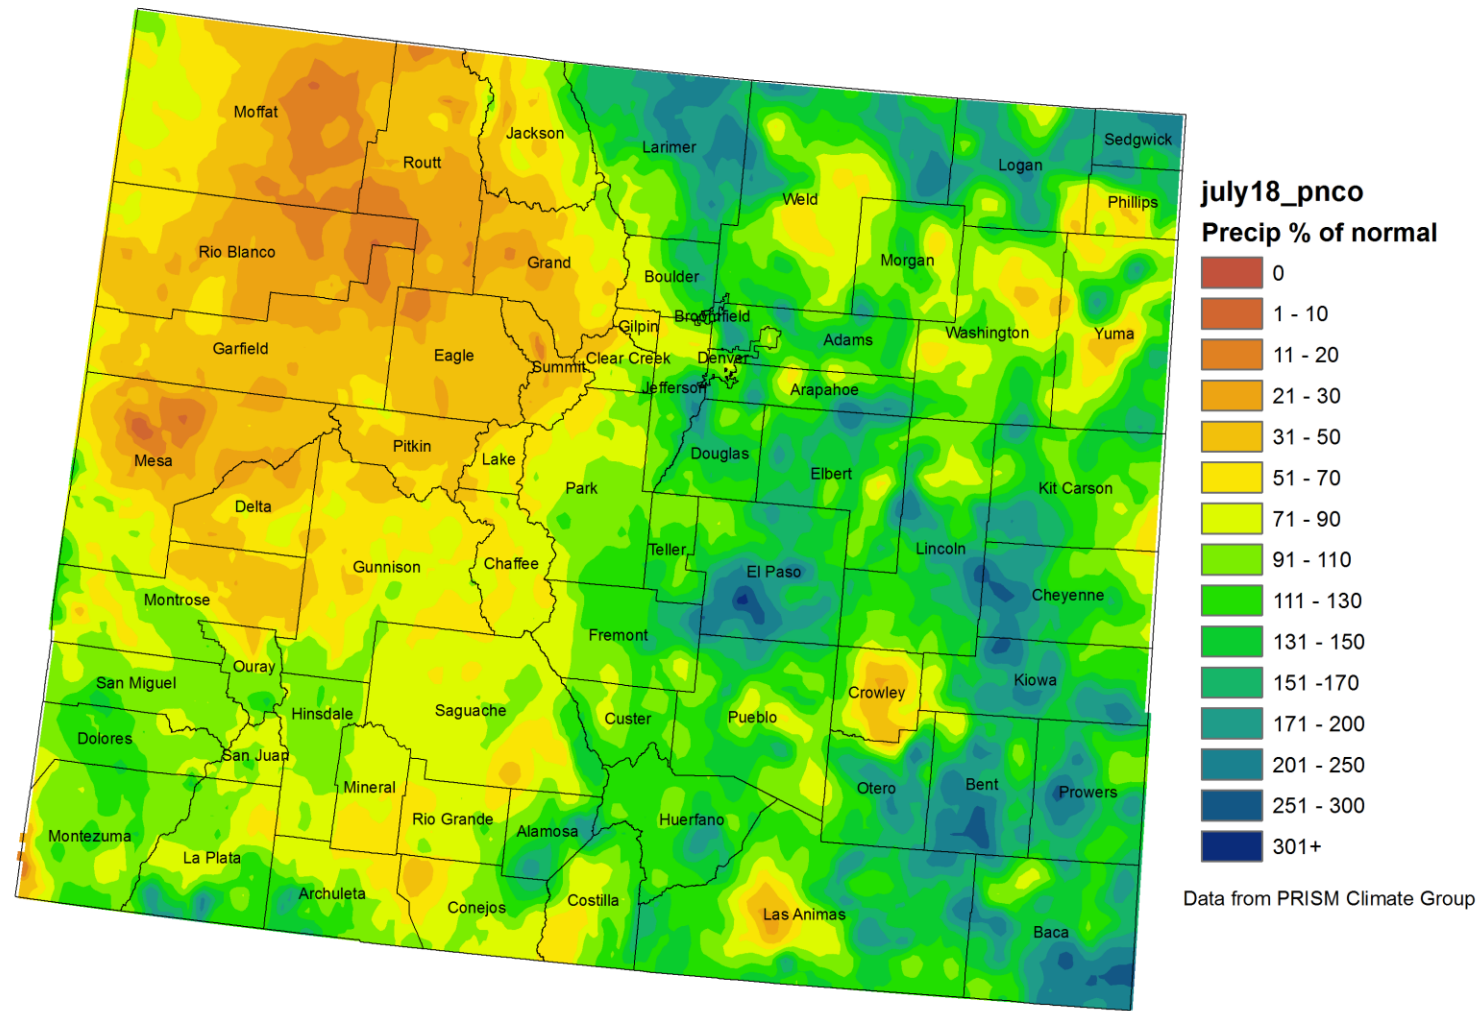 july18_pnco
Precip % of normal
0
1 - 10
11 - 20
21 - 30
31 - 50
51 - 70
71 - 90
91 - 110
111 - 130
131 - 150
151 -170
171 - 200
201 - 250
251 - 300
301+
Data from PRISM Climate Group
Moffat
Routt
Jackson
Larimer
Weld
Logan
Sedgwick
Phillips
Rio Blanco
Grand
Boulder
Morgan
Broomfield
Gilpin
Washington
Yuma
Garfield
Eagle
Summit
Clear Creek
Denver
Adams
Jefferson
Arapahoe
Mesa
Pitkin
Lake
Park
Douglas
Elbert
Kit Carson
Delta
Gunnison
Chaffee
Teller
El Paso
Lincoln
Cheyenne
Montrose
Fremont
Ouray
San Miguel
Hinsdale
Saguache
Custer
Pueblo
Crowley
Kiowa
Dolores
San Juan
Mineral
Rio Grande
Alamosa
Huerfano
Otero
Bent
Prowers
Montezuma
La Plata
Archuleta
Conejos
Costilla
Las Animas
Baca